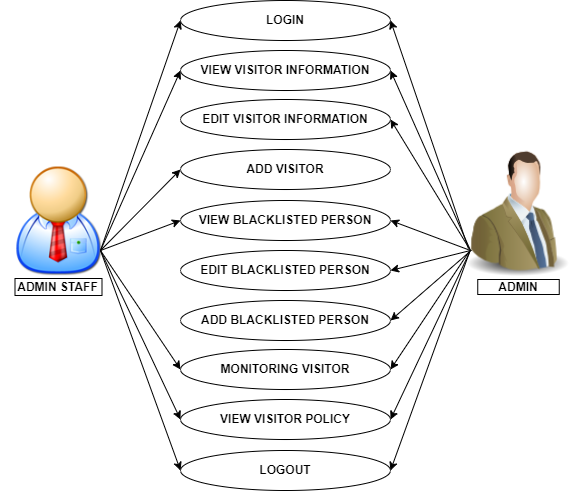 LOGIN
VIEW VISITOR INFORMATION
EDIT VISITOR INFORMATION
ADD VISITOR
VIEW BLACKLISTED PERSON
EDIT BLACKLISTED PERSON
ADMIN STAFF
ADMIN
ADD BLACKLISTED PERSON
MONITORING VISITOR
VIEW VISITOR POLICY
LOGOUT